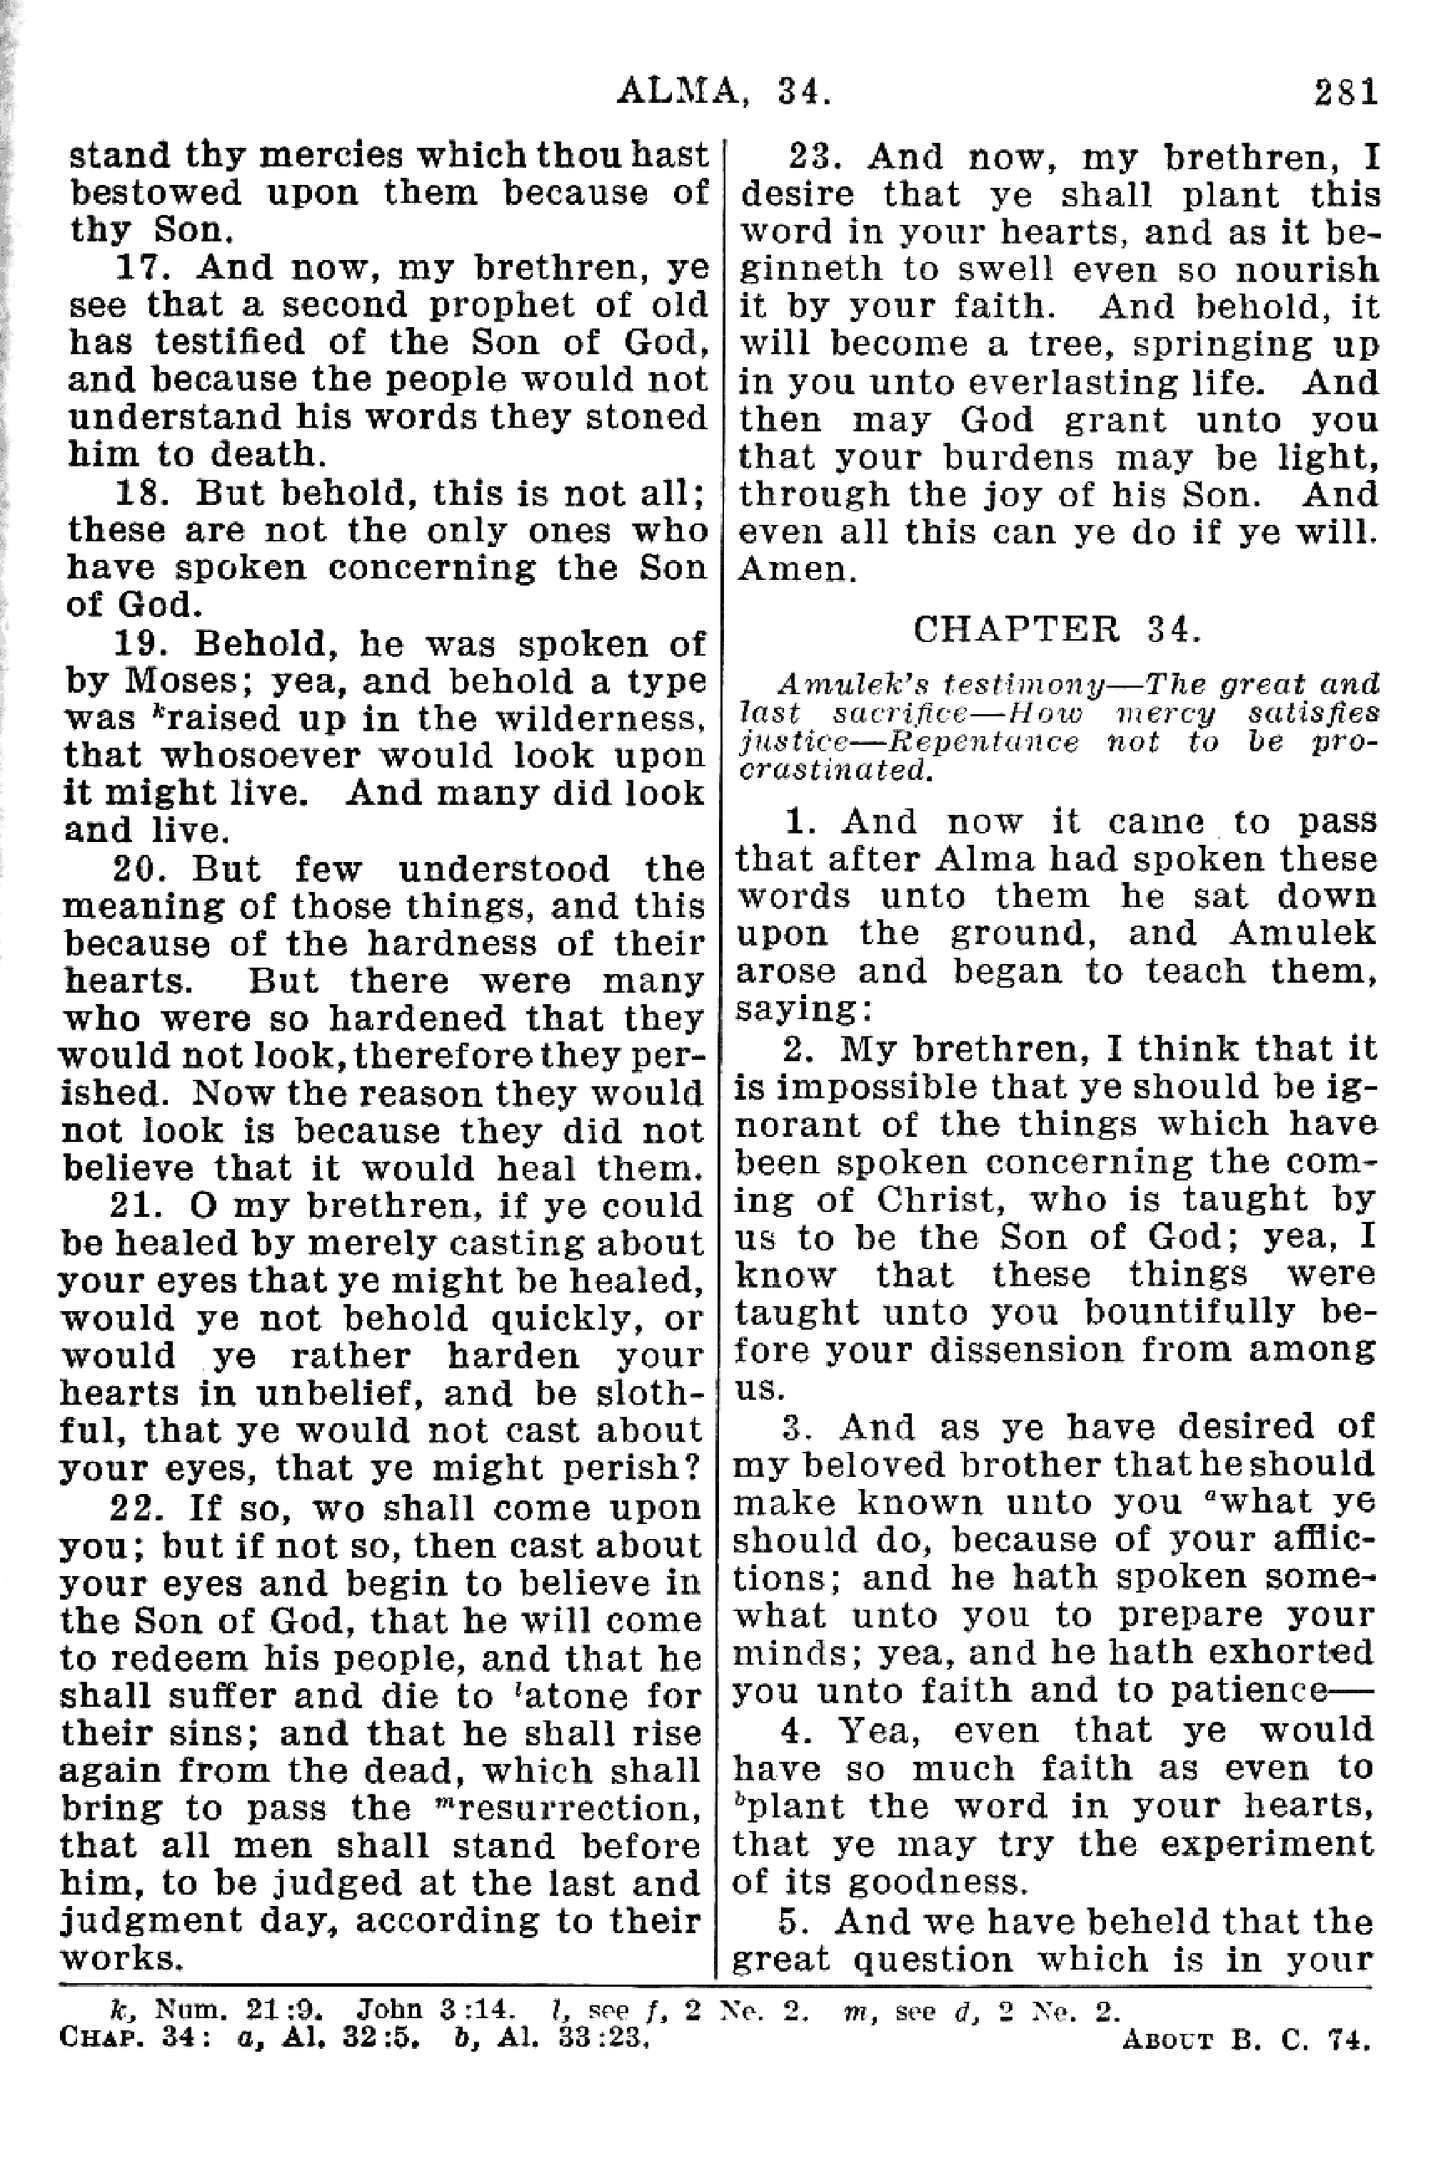 ALMA, 34.
281
stand thy mercies which thou hast
bestowed upon them because of
thy Son.
17. And now, my brethren, ye
see that a second prophet of old
has testified of the Son of God,
and because the people would not
understand his words they stoned
him to death.
18. But behold, this is not all;
these are not the only ones who
have spoken concerning the Son
of God.
19. Behold, he was spoken of
by Moses; yea, and behold a type
was ᵏraised up in the wilderness,
that whosoever would look upon
it might live. And many did look
and live.
20. But few understood the
meaning of those things, and this
because of the hardness of their
hearts. But there were many
who were so hardened that they
would not look, therefore they per-
ished. Now the reason they would
not look is because they did not
believe that it would heal them.
21. O my brethren, if ye could
be healed by merely casting about
your eyes that ye might be healed,
would ye not behold quickly, or
would ye rather harden your
hearts in unbelief, and be sloth-
ful, that ye would not cast about
your eyes, that ye might perish?
22. If so, wo shall come upon
you; but if not so, then cast about
your eyes and begin to believe in
the Son of God, that he will come
to redeem his people, and that he
shall suffer and die to ˡatone for
their sins; and that he shall rise
again from the dead, which shall
bring to pass the ᵐresurrection,
that all men shall stand before
him, to be judged at the last and
judgment day, according to their
works.
23. And now, my brethren, I
desire that ye shall plant this
word in your hearts, and as it be-
ginneth to swell even so nourish
it by your faith. And behold, it
will become a tree, springing up
in you unto everlasting life. And
then may God grant unto you
that your burdens may be light,
through the joy of his Son. And
even all this can ye do if ye will.
Amen.
CHAPTER 34.
Amulek's testimony—The great and
last sacrifice—How mercy satisfies
justice—Repentance not to be pro-
crastinated.
1. And now it came to pass
that after Alma had spoken these
words unto them he sat down
upon the ground, and Amulek
arose and began to teach them,
saying:
2. My brethren, I think that it
is impossible that ye should be ig-
norant of the things which have
been spoken concerning the com-
ing of Christ, who is taught by
us to be the Son of God; yea, I
know that these things were
taught unto you bountifully be-
fore your dissension from among
us.
3. And as ye have desired of
my beloved brother that he should
make known unto you ᵃwhat ye
should do, because of your afflic-
tions; and he hath spoken some-
what unto you to prepare your
minds; yea, and he hath exhorted
you unto faith and to patience—
4. Yea, even that ye would
have so much faith as even to
ᵇplant the word in your hearts,
that ye may try the experiment
of its goodness.
5. And we have beheld that the
great question which is in your
k, Num. 21:9. John 3:14. l, see f, 2 Ne. 2. m, see d, 2 Ne. 2.
CHAP. 34: a, Al. 32:5. b, Al. 33:23.
ABOUT B. C. 74.